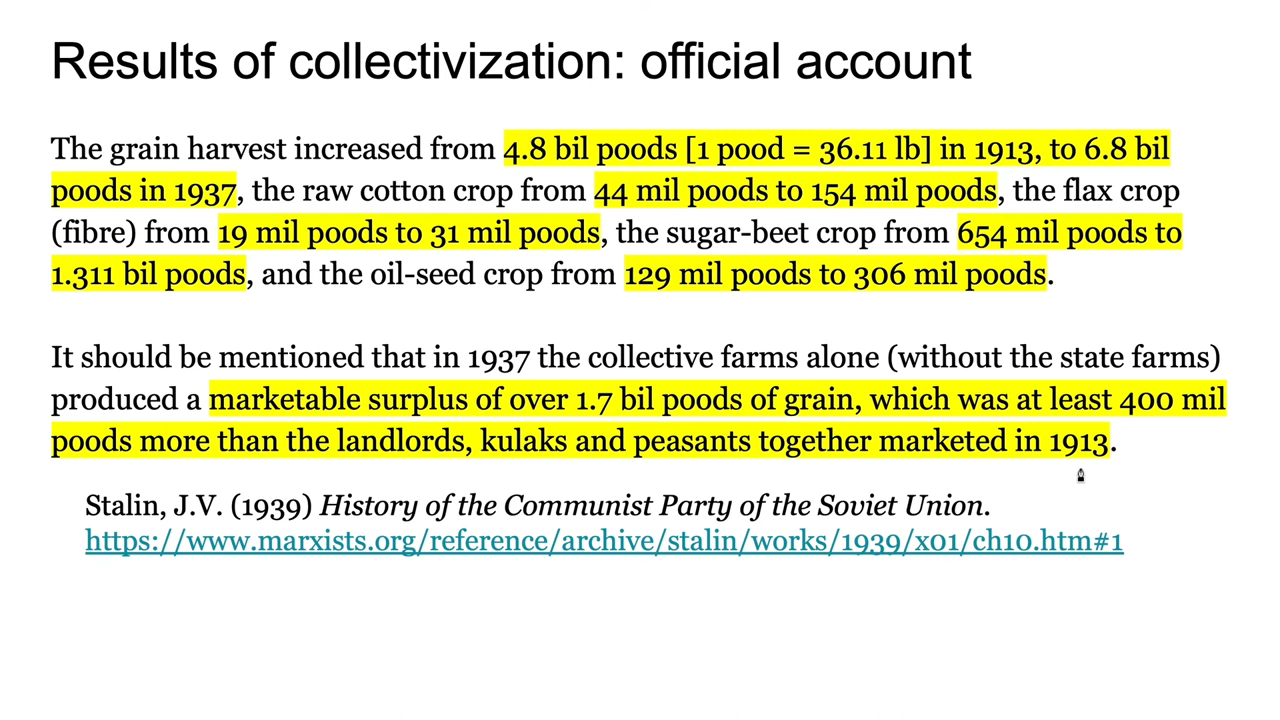 Results of collectivization: official account
The grain harvest increased from 4.8 bil poods [1 pood = 36.11 lb] in 1913, to 6.8 bil
poods in 1937, the raw cotton crop from 44 mil poods to 154 mil poods, the flax crop
(fibre) from 19 mil poods to 31 mil poods, the sugar-beet crop from 654 mil poods to
1.311 bil poods, and the oil-seed crop from 129 mil poods to 306 mil poods.
It should be mentioned that in 1937 the collective farms alone (without the state farms)
produced a marketable surplus of over 1.7 bil poods of grain, which was at least 400 mil
poods more than the landlords, kulaks and peasants together marketed in 1913.
Stalin, J.V. (1939) History of the Communist Party of the Soviet Union.
https://www.marxists.org/reference/archive/stalin/works/1939/x01/ch10.htm#1